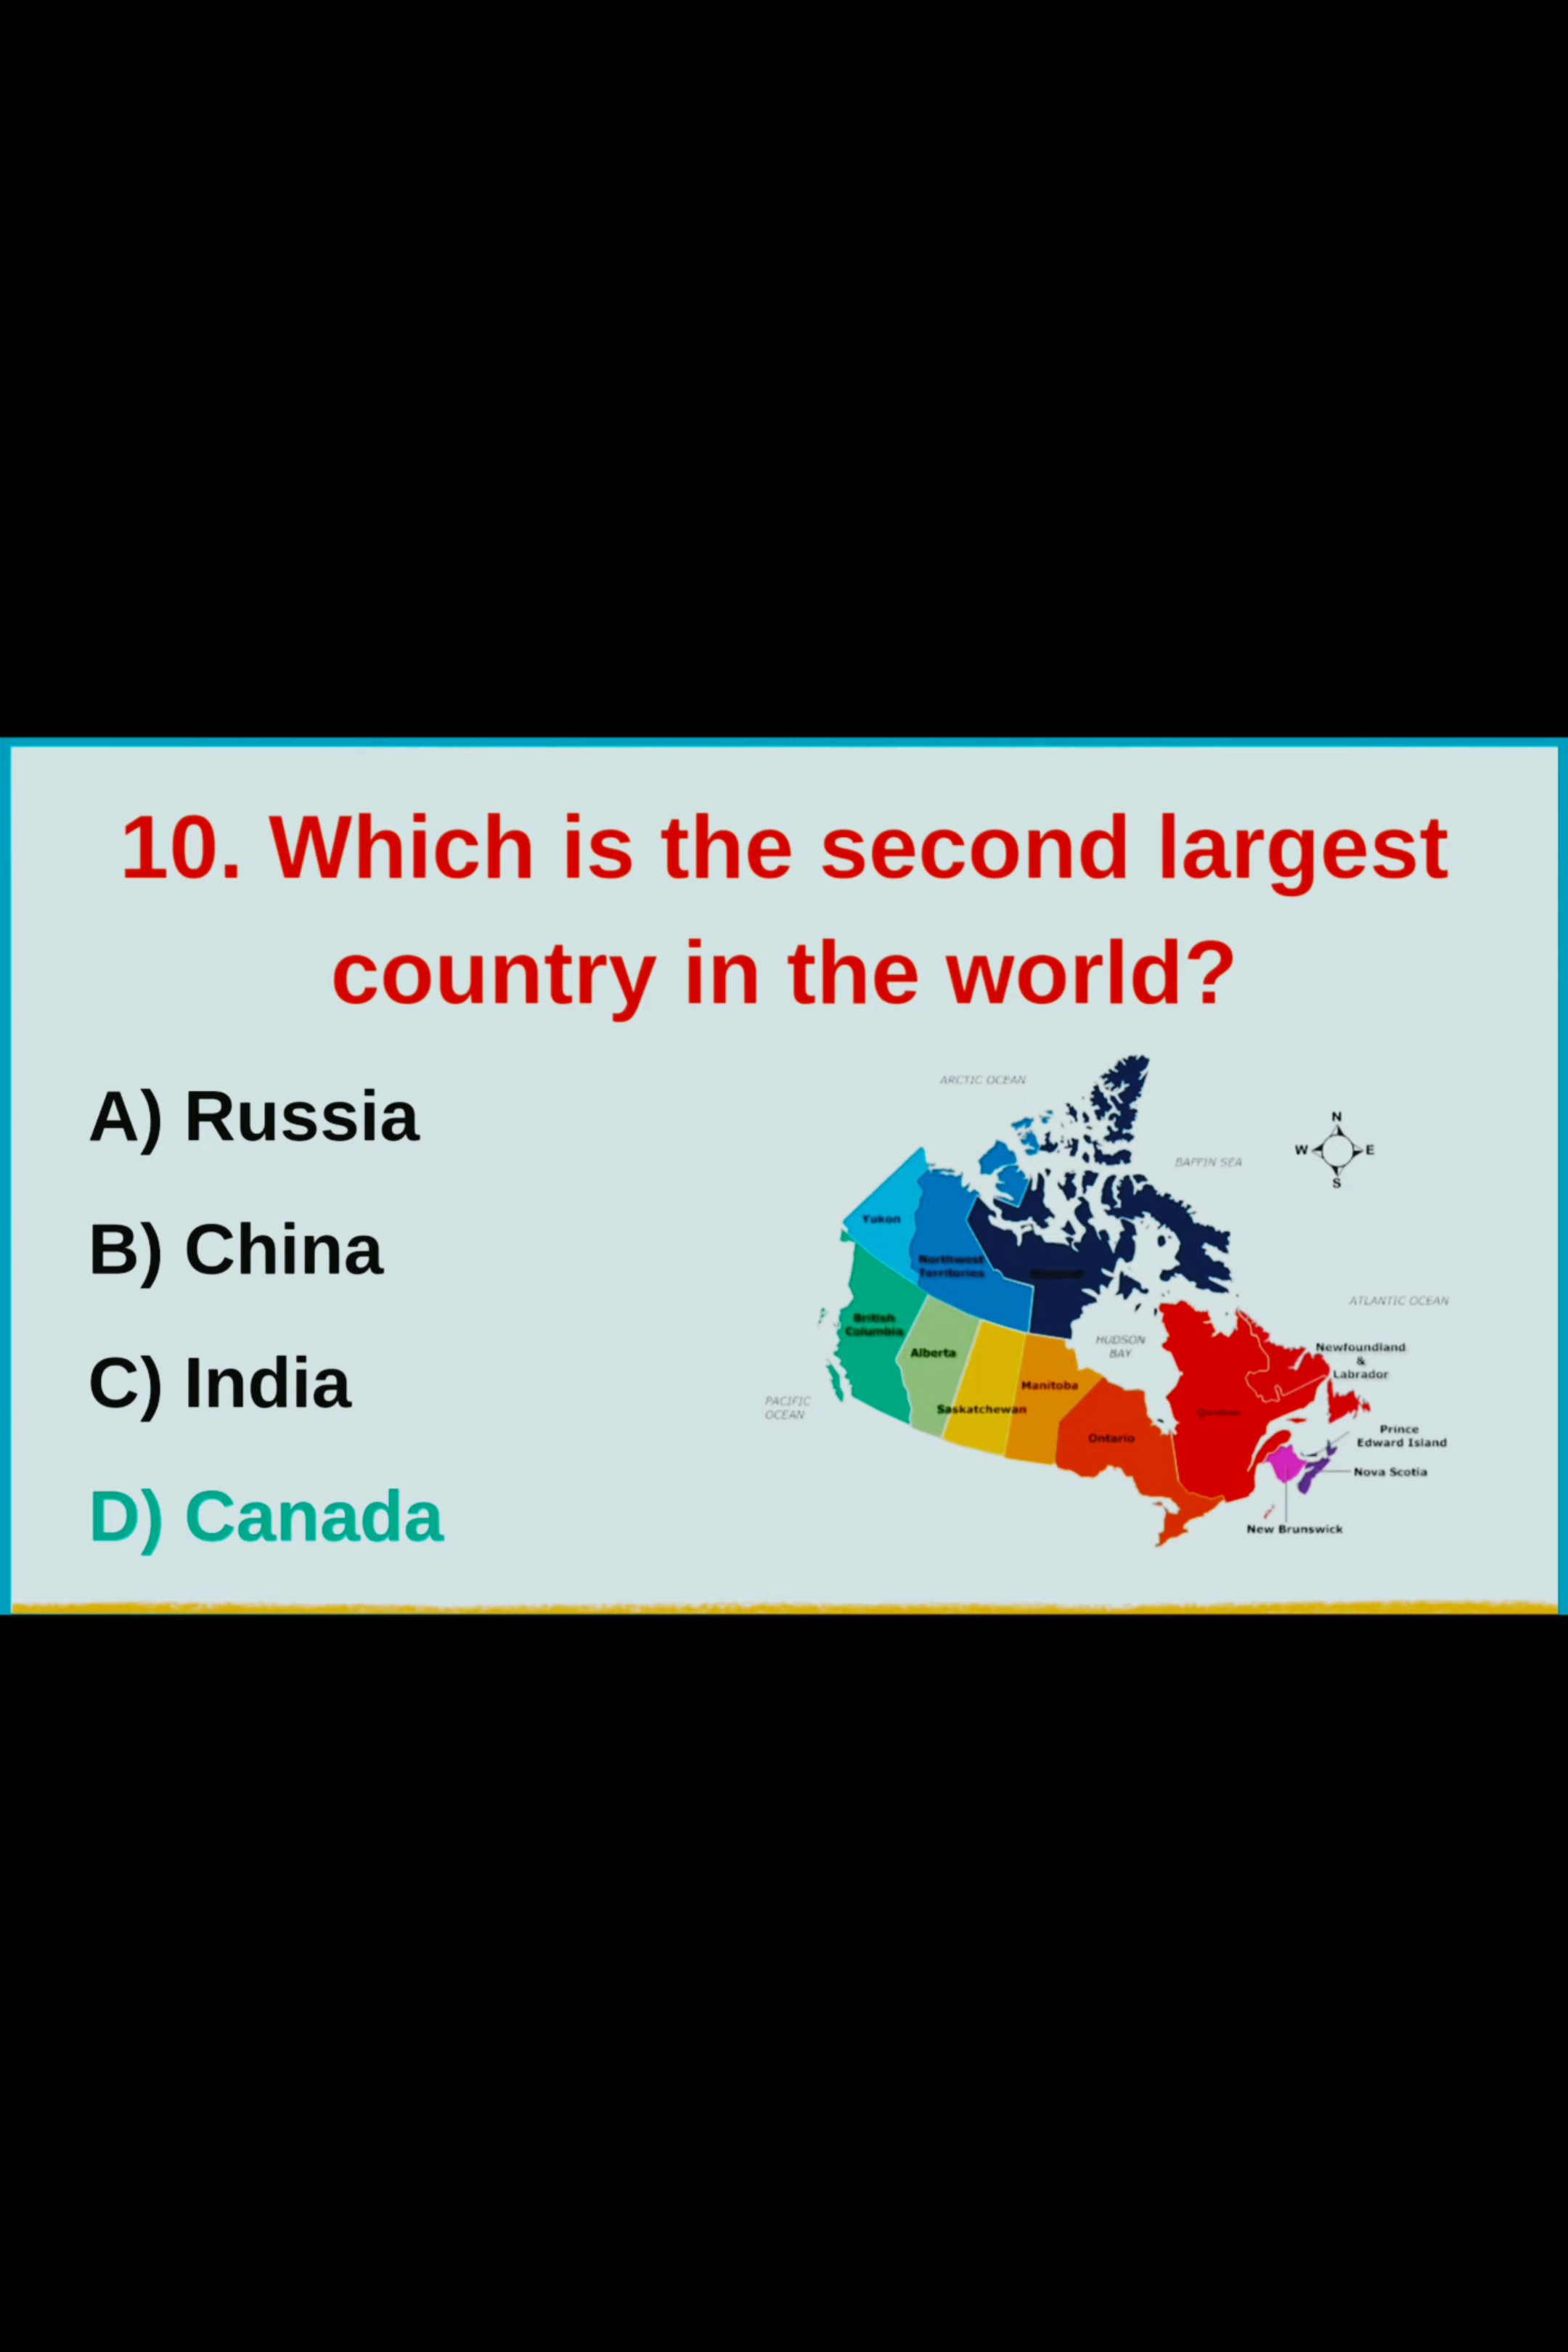 10. Which is the second largest
country in the world?
A) Russia
B) China
C) India
D) Canada
ARCTIC OCEAN
BAFFIN SEA
N
W E
S
Yukon
Northwest
Territories
British
Columbia
Alberta
Saskatchewan
Manitoba
Ontario
HUDSON
BAY
PACIFIC
OCEAN
ATLANTIC OCEAN
Newfoundland
&
Labrador
Prince
Edward Island
Nova Scotia
New Brunswick